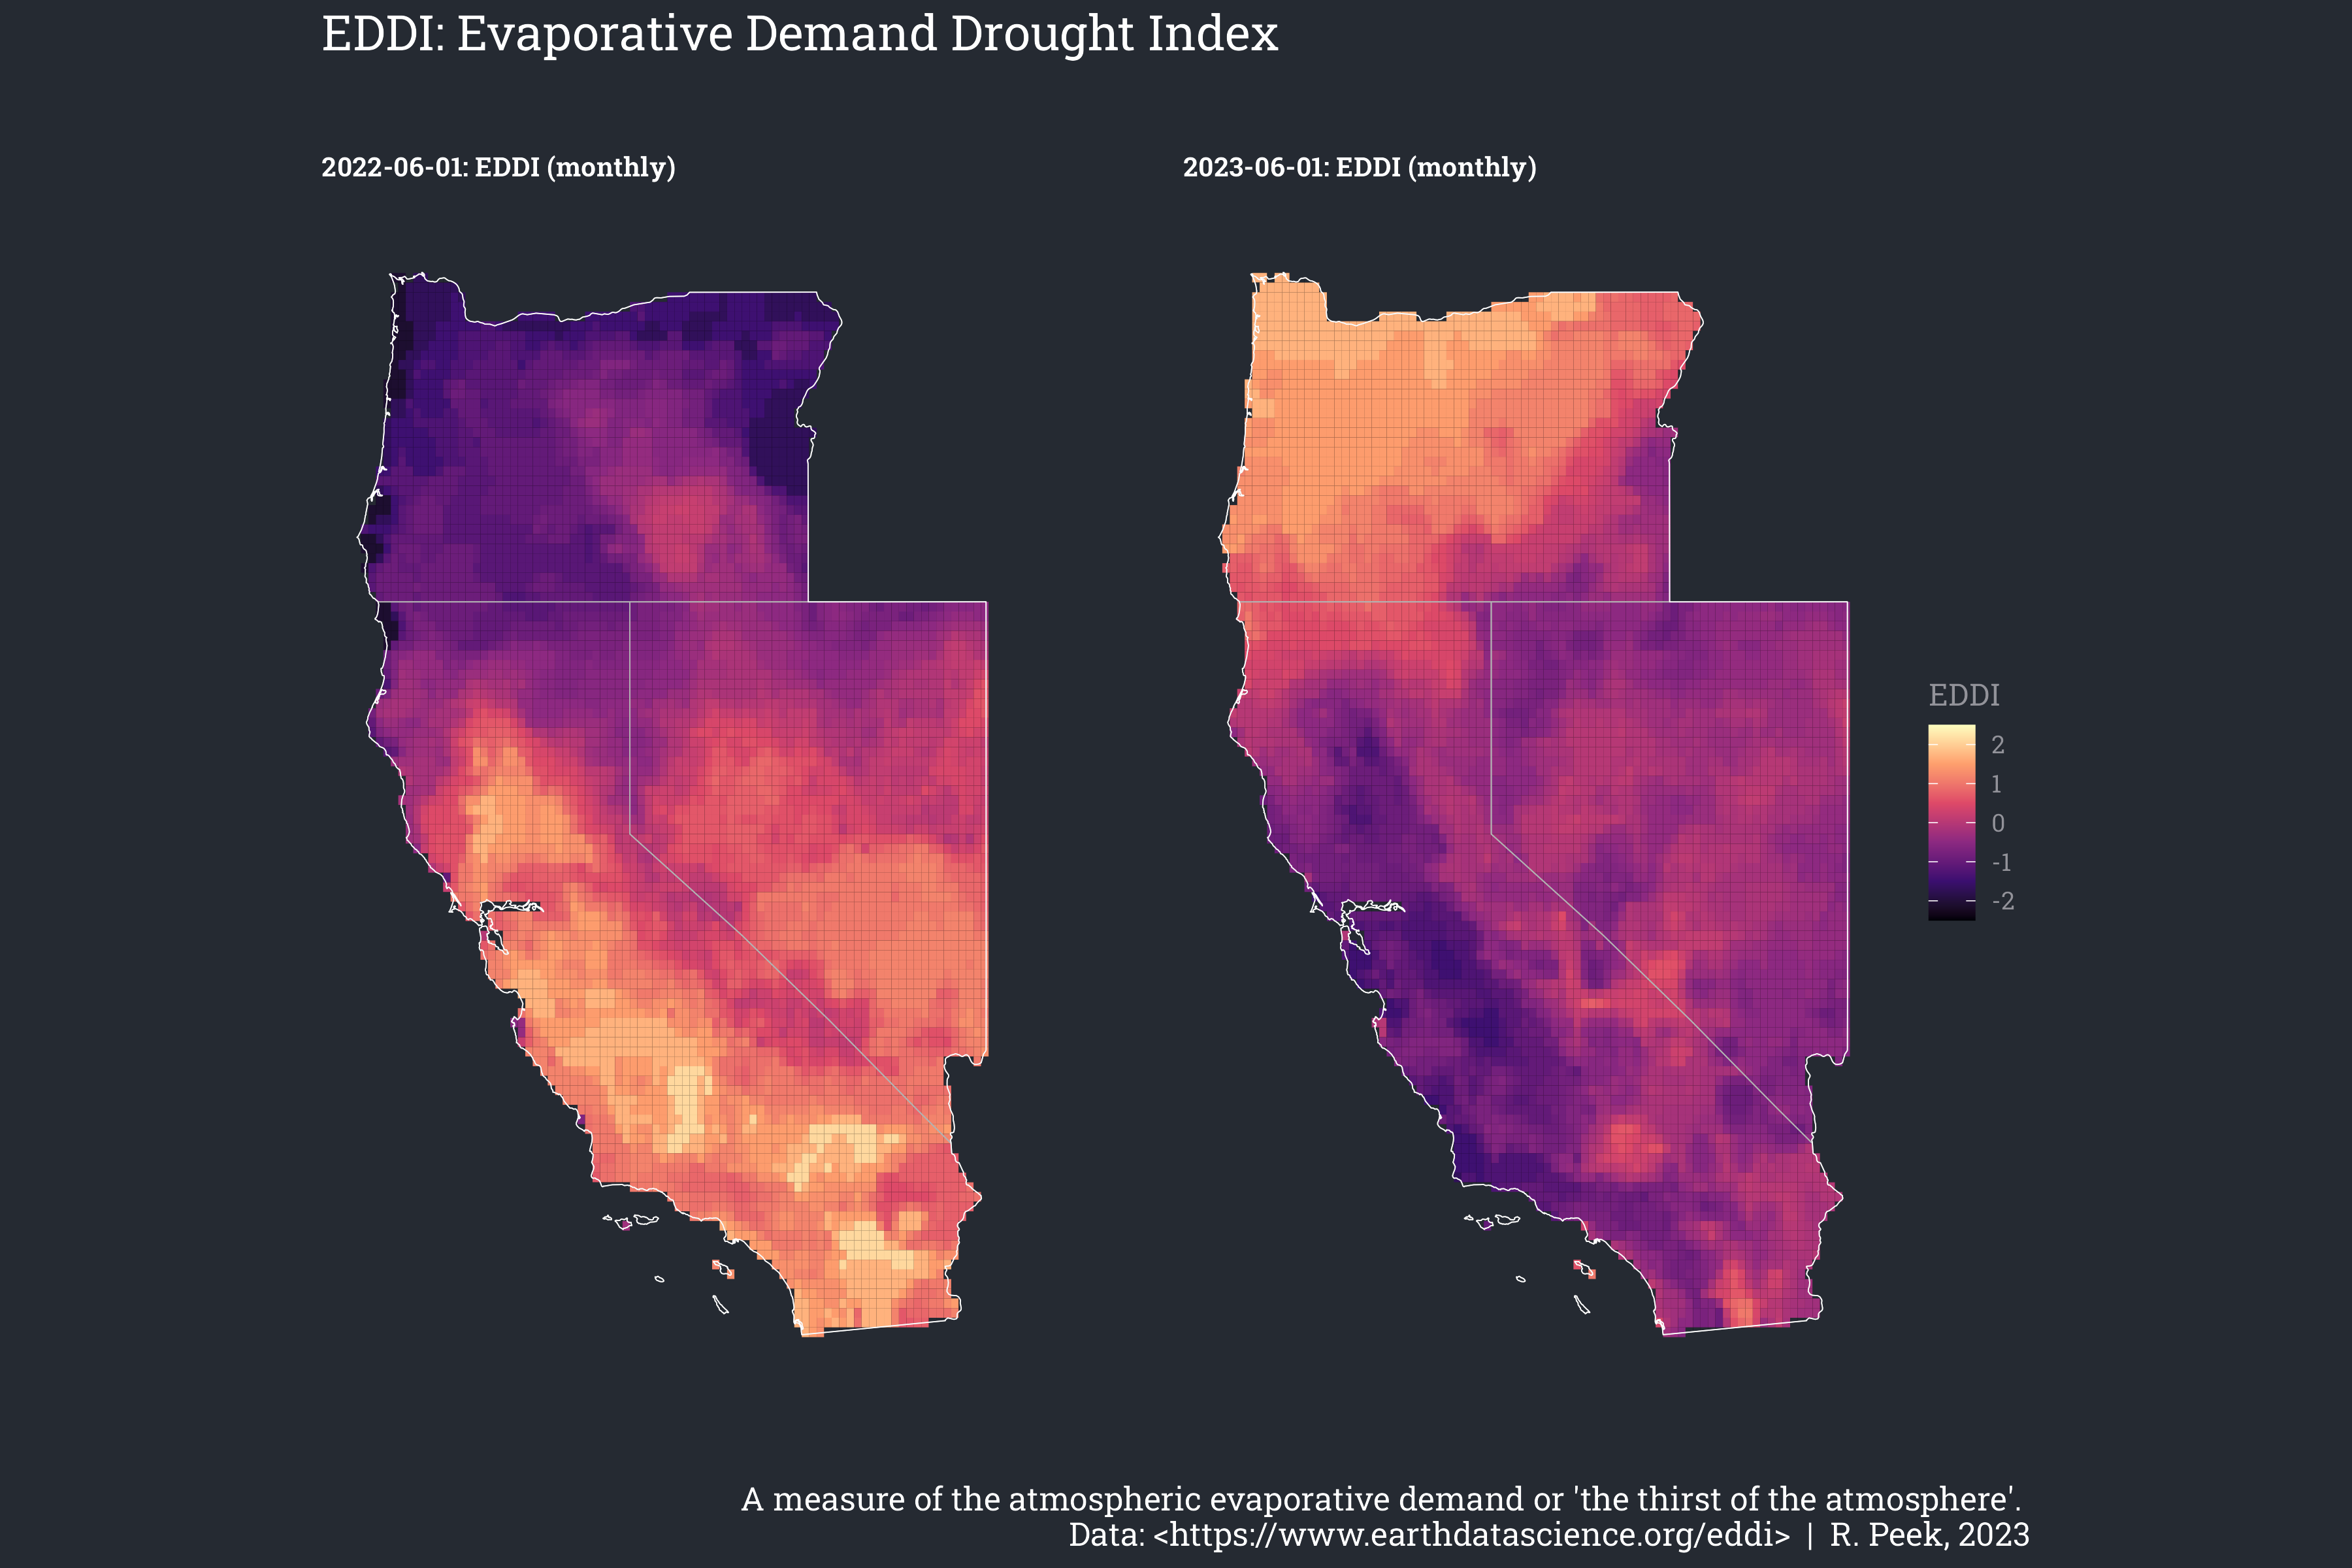 EDDI: Evaporative Demand Drought Index
2022-06-01: EDDI (monthly)
2023-06-01: EDDI (monthly)
EDDI
2
1
0
-1
-2
A measure of the atmospheric evaporative demand or 'the thirst of the atmosphere'.
Data: <https://www.earthdatascience.org/eddi> | R. Peek, 2023